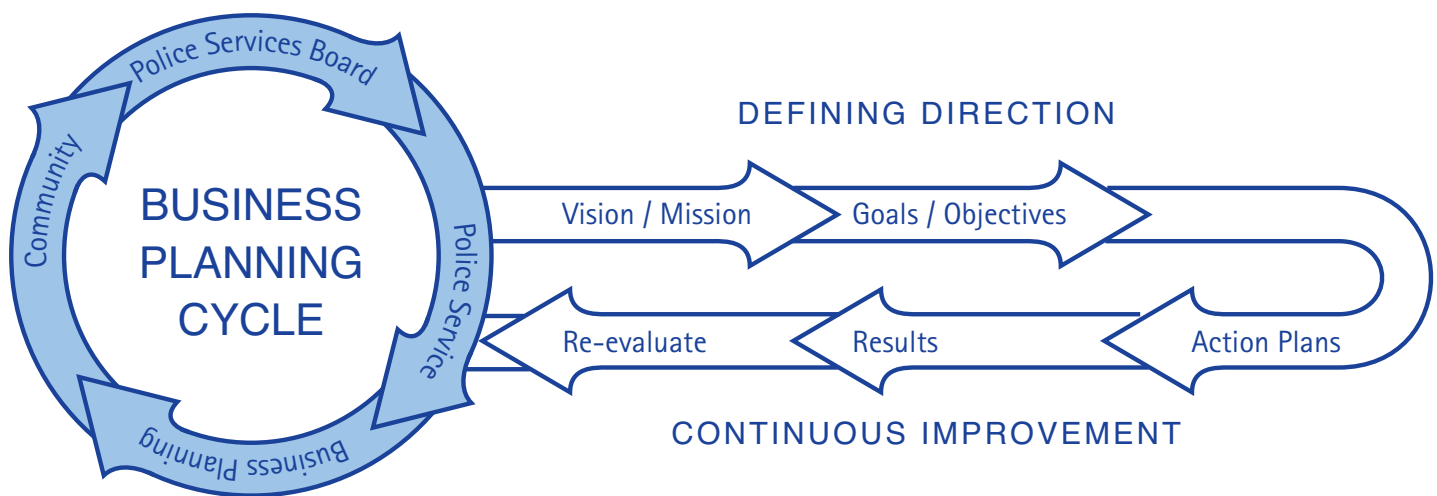 Police Services Board
Community
BUSINESS
PLANNING
CYCLE
Police Service
Business Planning
DEFINING DIRECTION
Vision / Mission
Goals / Objectives
Re-evaluate
Results
Action Plans
CONTINUOUS IMPROVEMENT